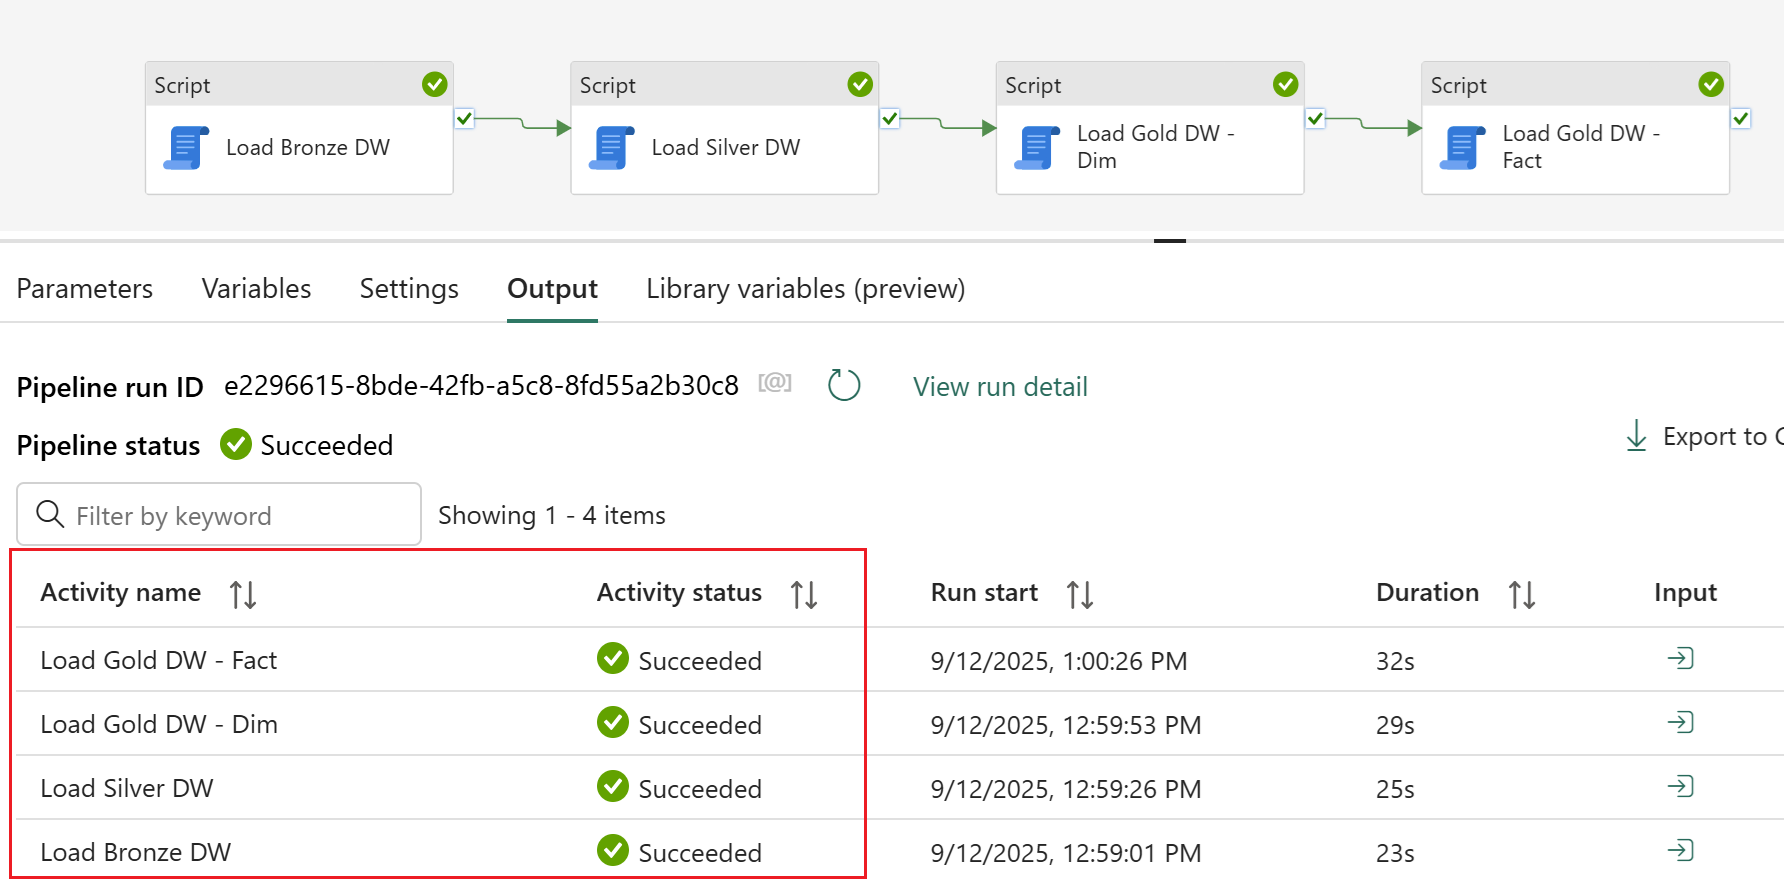 Script
Load Bronze DW
Script
Load Silver DW
Script
Load Gold DW -
Dim
Script
Load Gold DW -
Fact
Parameters Variables Settings Output Library variables (preview)
Pipeline run ID e2296615-8bde-42fb-a5c8-8fd55a2b30c8 [@] View run detail
Pipeline status Succeeded
Export to
Filter by keyword Showing 1 - 4 items
Activity name Activity status Run start Duration Input
Load Gold DW - Fact Succeeded 9/12/2025, 1:00:26 PM 32s
Load Gold DW - Dim Succeeded 9/12/2025, 12:59:53 PM 29s
Load Silver DW Succeeded 9/12/2025, 12:59:26 PM 25s
Load Bronze DW Succeeded 9/12/2025, 12:59:01 PM 23s